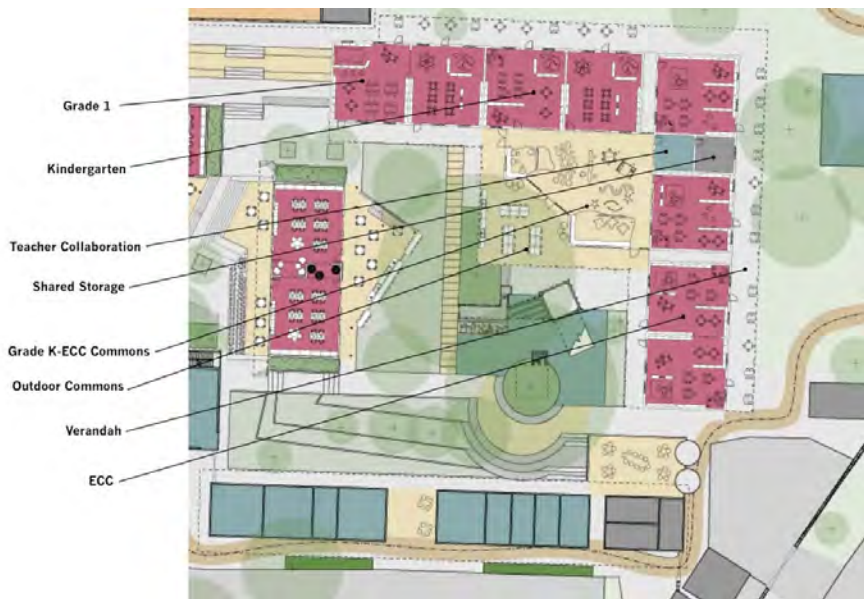 Grade 1
Kindergarten
Teacher Collaboration
Shared Storage
Grade K-ECC Commons
Outdoor Commons
Verandah
ECC